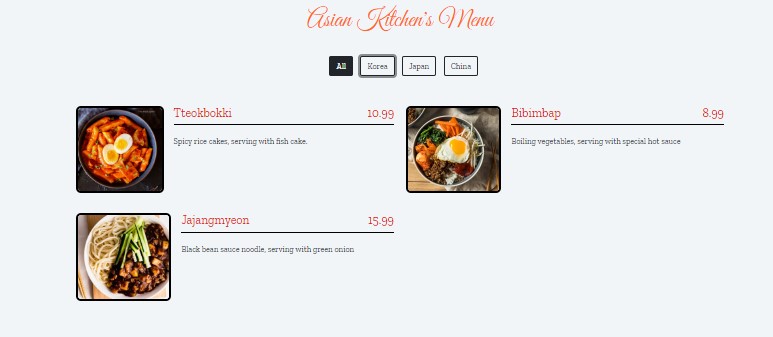 Asian Kitchen's Menu
All Korea Japan China
Tteokbokki 10.99
Spicy rice cakes, serving with fish cake.
Bibimbap 8.99
Boiling vegetables, serving with special hot sauce
Jajangmyeon 15.99
Black bean sauce noodle, serving with green onion